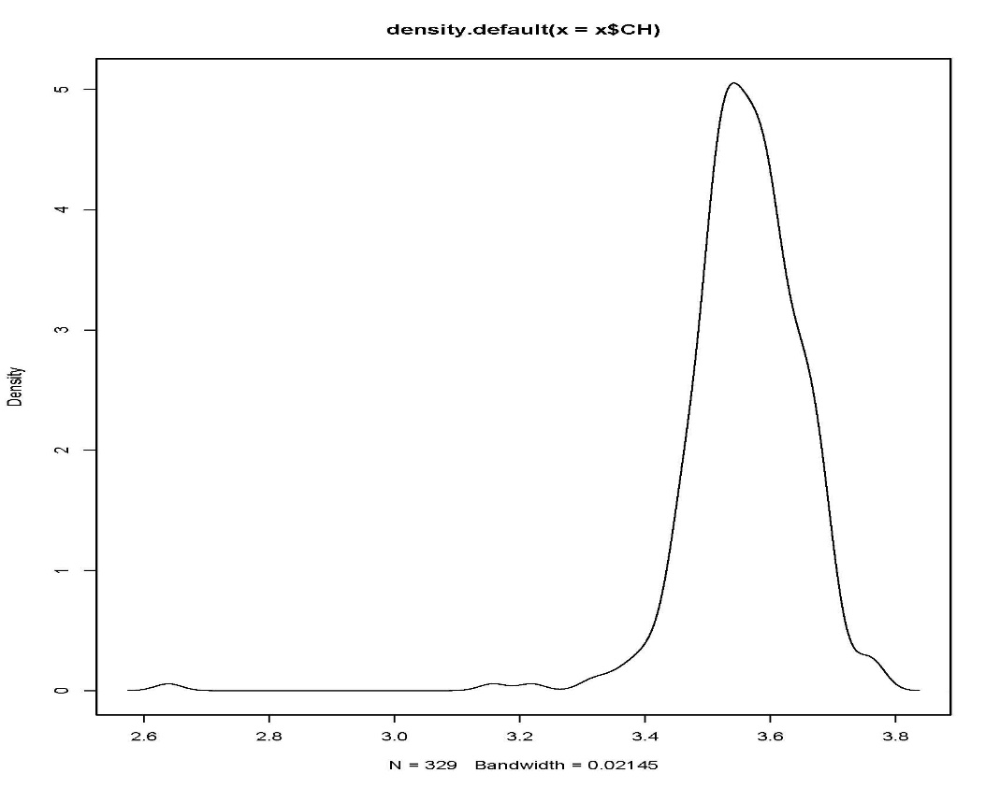 density.default(x = x$CH)
Density
5
4
3
2
1
0
2.6 2.8 3.0 3.2 3.4 3.6 3.8
N = 329 Bandwidth = 0.02145